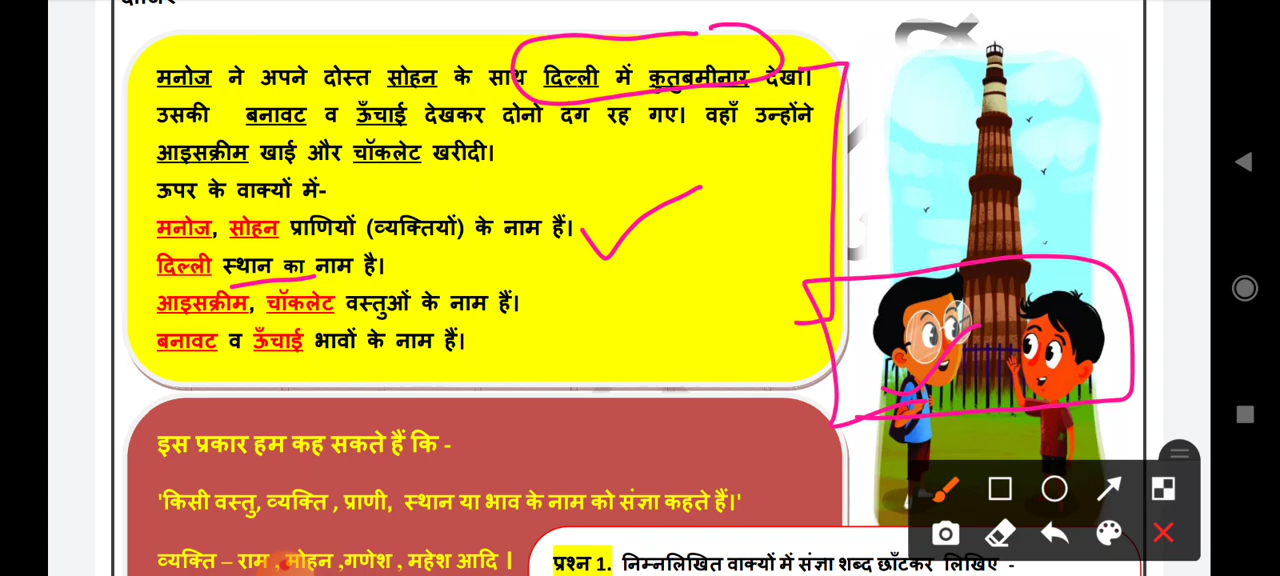 मनोज ने अपने दोस्त सोहन के साथ दिल्ली में कुतुबमीनार देखा।
उसकी बनावट व ऊँचाई देखकर दोनो दग रह गए। वहाँ उन्होंने
आइसक्रीम खाई और चॉकलेट खरीदी।
ऊपर के वाक्यों में-
मनोज, सोहन प्राणियों (व्यक्तियों) के नाम हैं।
दिल्ली स्थान का नाम है।
आइसक्रीम, चॉकलेट वस्तुओं के नाम हैं।
बनावट व ऊँचाई भावों के नाम हैं।
इस प्रकार हम कह सकते हैं कि -
'किसी वस्तु, व्यक्ति , प्राणी, स्थान या भाव के नाम को संज्ञा कहते हैं।'
व्यक्ति – राम , मोहन ,गणेश , महेश आदि |
प्रश्न 1. निम्नलिखित वाक्यों में संज्ञा शब्द छाँटकर लिखिए -